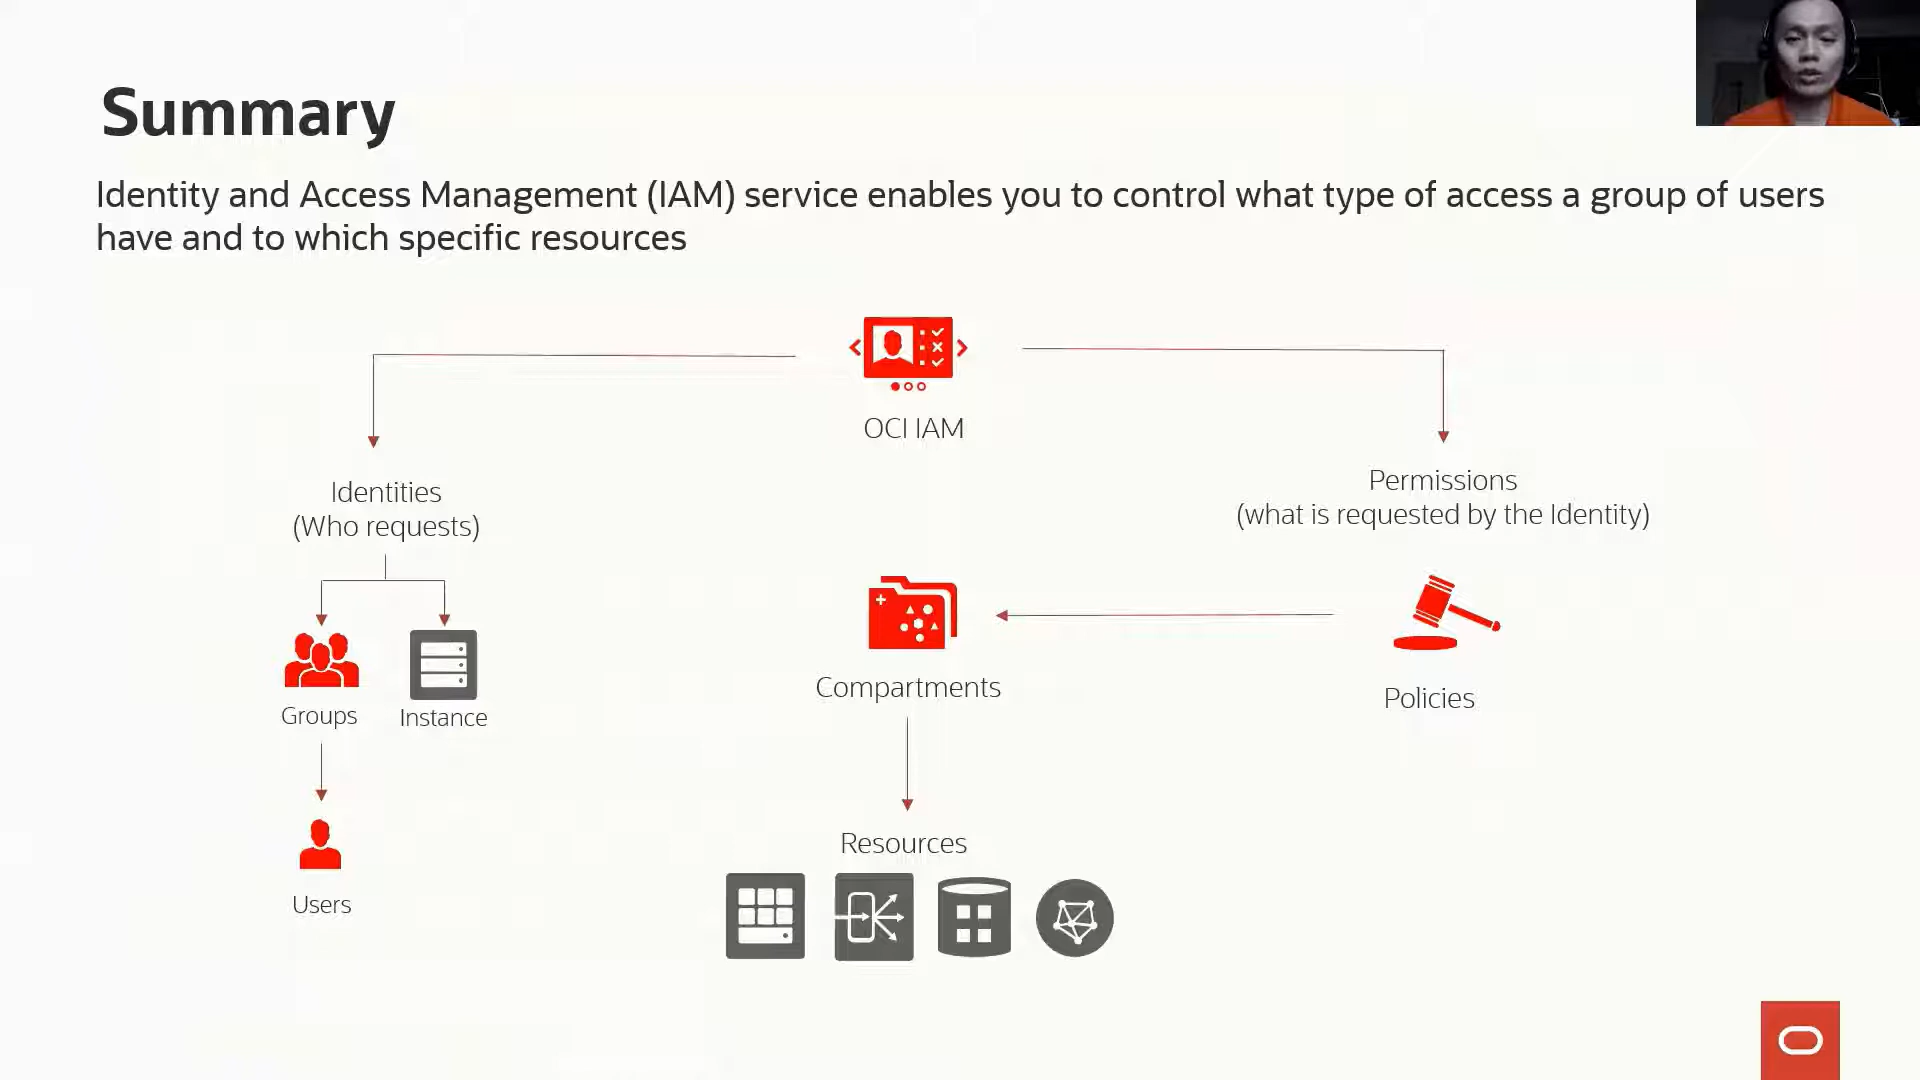 Summary
Identity and Access Management (IAM) service enables you to control what type of access a group of users
have and to which specific resources
OCI IAM
Identities
(Who requests)
Permissions
(what is requested by the Identity)
Groups
Instance
Compartments
Policies
Users
Resources